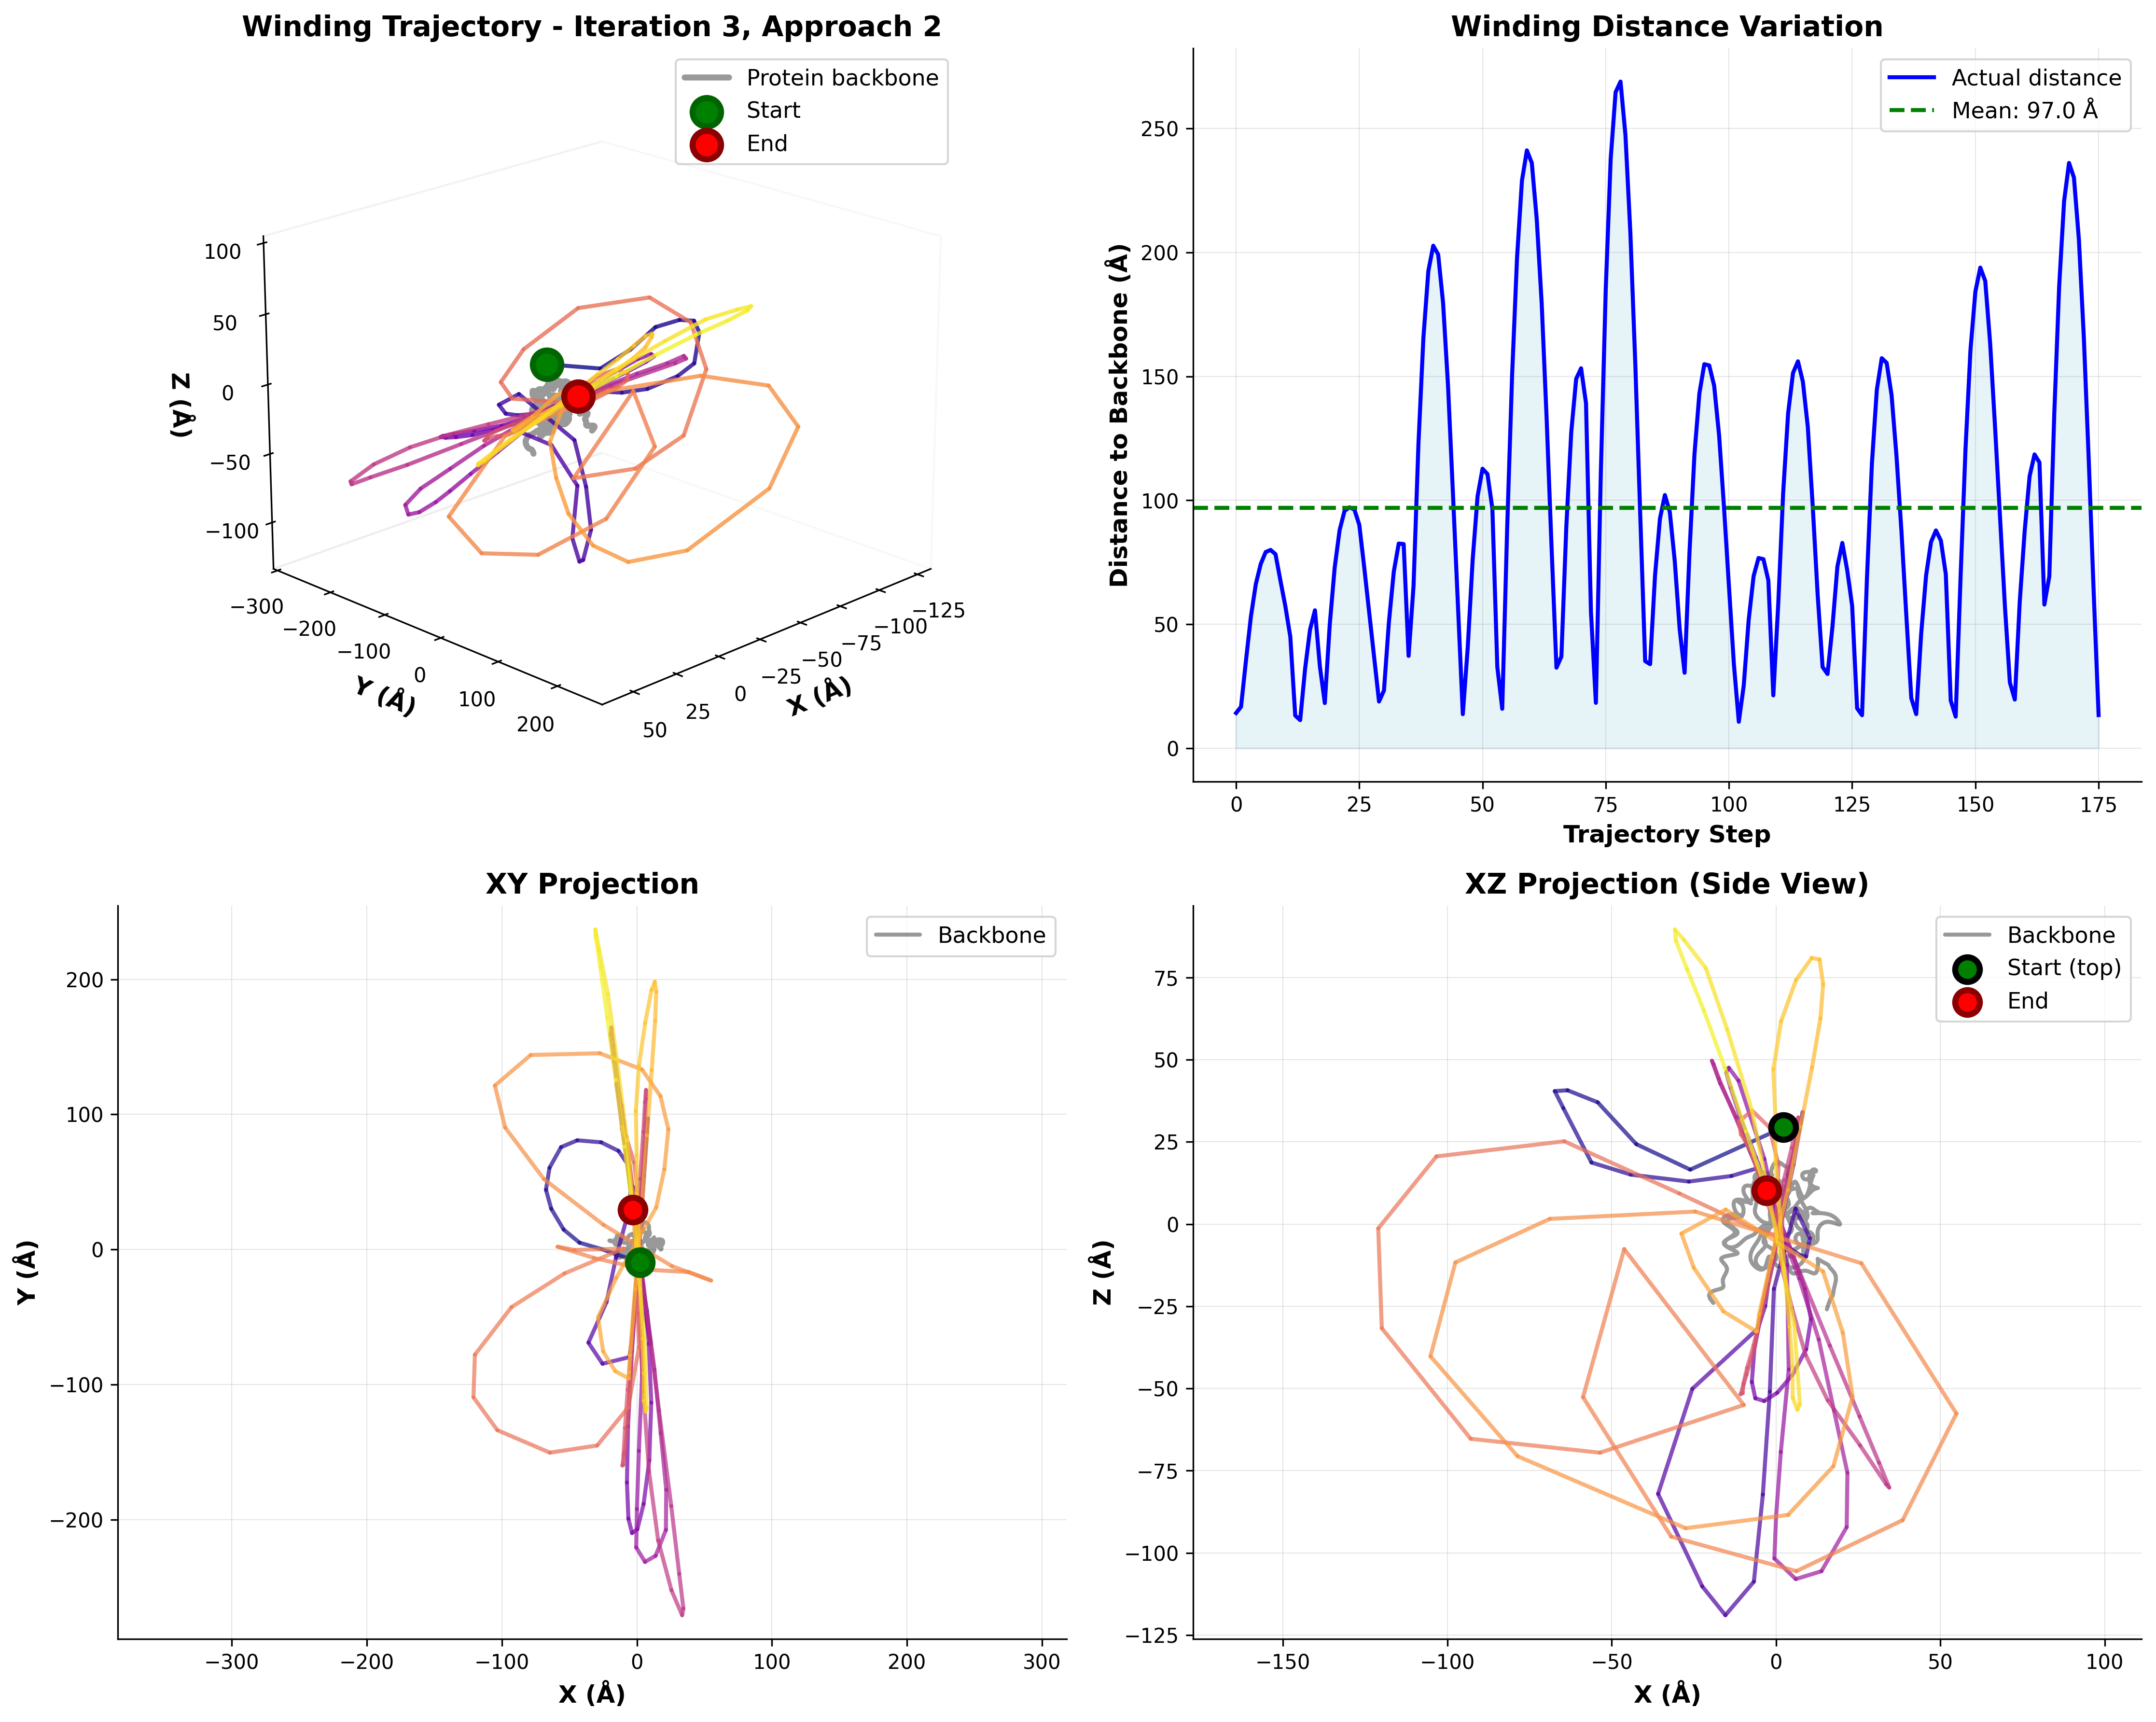 Winding Trajectory - Iteration 3, Approach 2
Protein backbone
Start
End
100
50
0
−50
−100
Z (Å)
−300
−200
−100
0
100
200
Y (Å)
50
25
0
−25
−50
−75
−100
−125
X (Å)
Winding Distance Variation
Actual distance
Mean: 97.0 Å
250
200
150
100
50
0
Distance to Backbone (Å)
0 25 50 75 100 125 150 175
Trajectory Step
XY Projection
Backbone
200
100
0
−100
−200
Y (Å)
−300 −200 −100 0 100 200 300
X (Å)
XZ Projection (Side View)
Backbone
Start (top)
End
75
50
25
0
−25
−50
−75
−100
−125
Z (Å)
−150 −100 −50 0 50 100
X (Å)